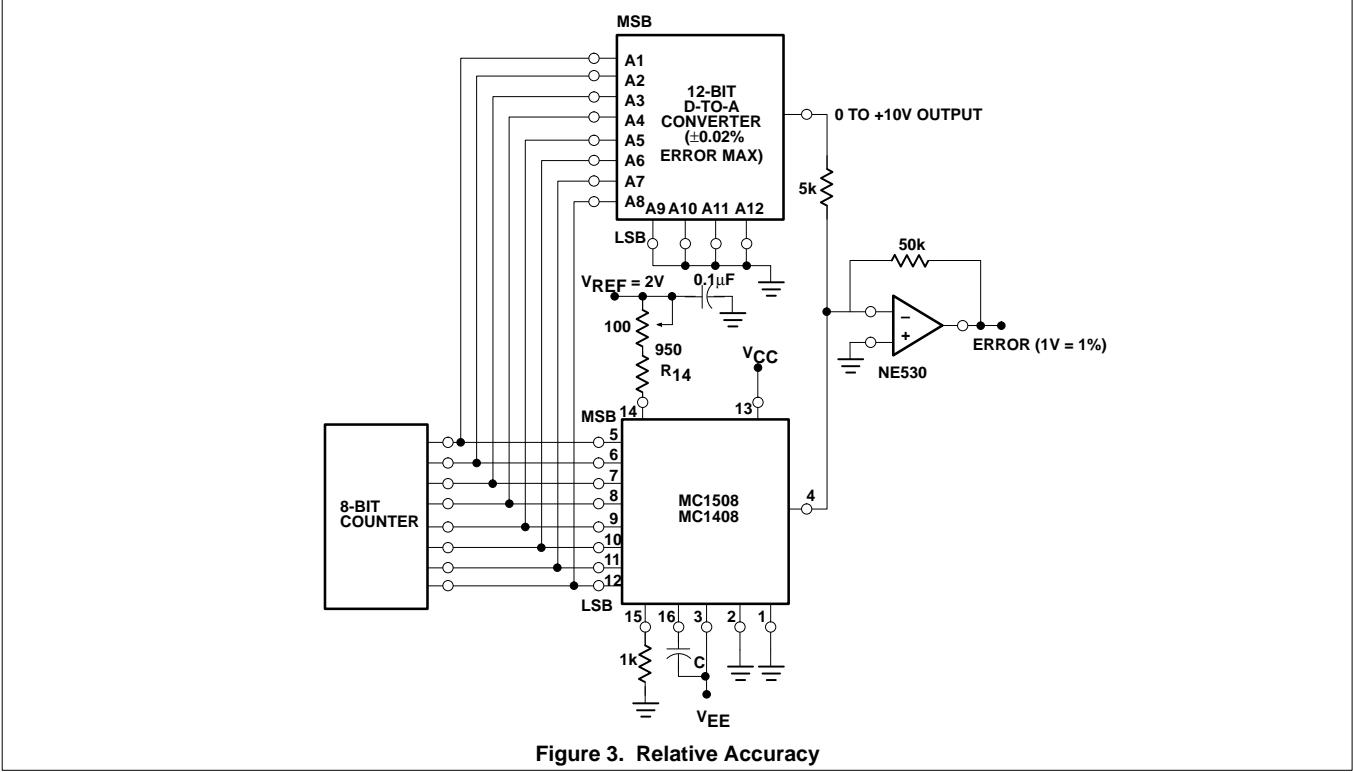 MSB
A1
A2
A3
A4
A5
A6
A7
A8
12-BIT
D-TO-A
CONVERTER
(±0.02%
ERROR MAX)
A9 A10 A11 A12
LSB
0 TO +10V OUTPUT
5k
50k
VREF = 2V
0.1µF
100
950
R14
VCC
−
+
NE530
ERROR (1V = 1%)
MSB
14
13
5
6
7
8
9
10
11
12
LSB
8-BIT
COUNTER
MC1508
MC1408
4
15
16
3
2
1
1k
C
VEE
Figure 3. Relative Accuracy